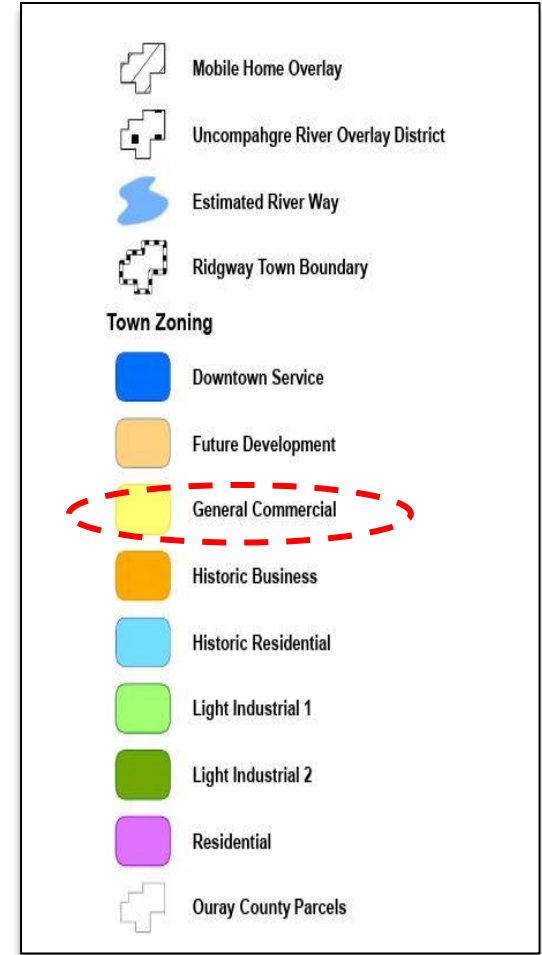 Mobile Home Overlay
Uncompahgre River Overlay District
Estimated River Way
Ridgway Town Boundary
Town Zoning
Downtown Service
Future Development
General Commercial
Historic Business
Historic Residential
Light Industrial 1
Light Industrial 2
Residential
Ouray County Parcels